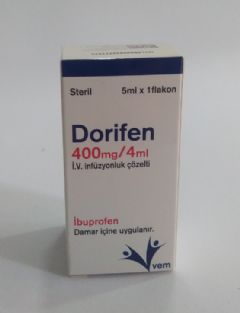 Steril 5ml x 1flakon
Dorifen
400mg/4ml
İ.V. infüzyonluk çözelti
İbuprofen
Damar içine uygulanır.
vem